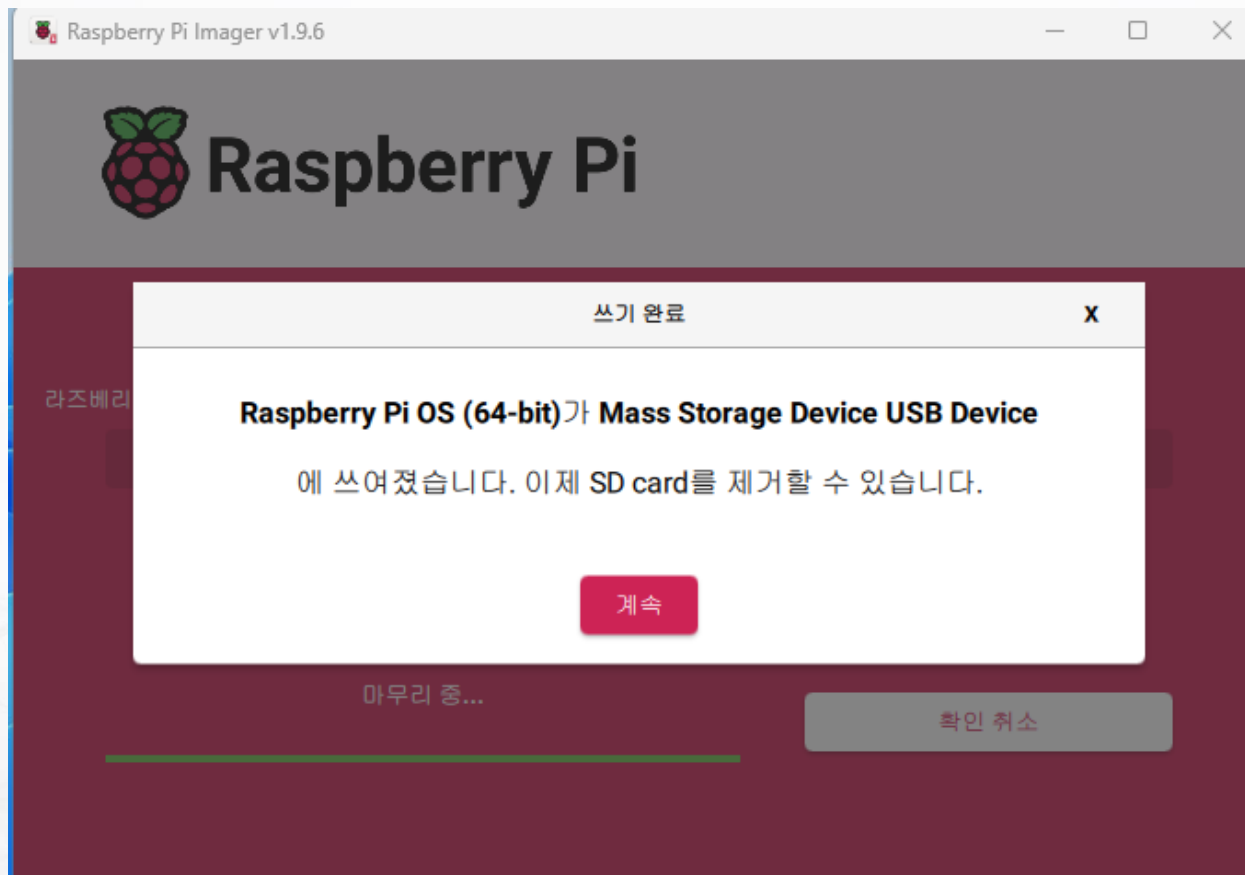 Raspberry Pi Imager v1.9.6
Raspberry Pi
쓰기 완료
X
라즈베리
Raspberry Pi OS (64-bit)가 Mass Storage Device USB Device
에 쓰여졌습니다. 이제 SD card를 제거할 수 있습니다.
계속
마무리 중...
확인 취소